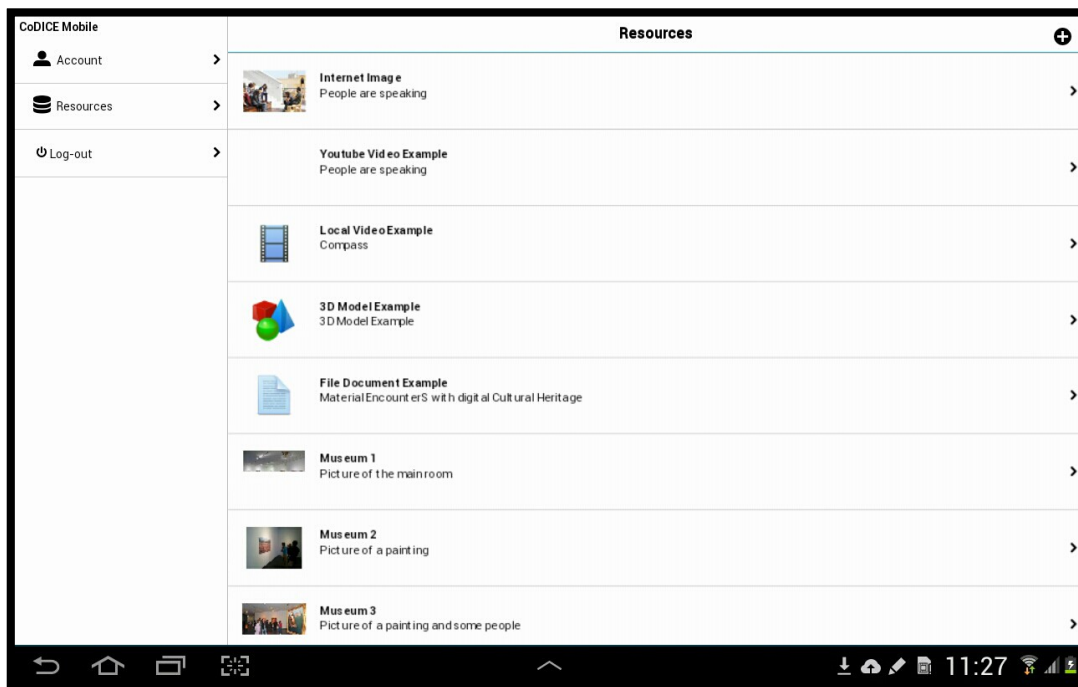 CoDICE Mobile
Account
Resources
Log-out
Resources
Internet Image
People are speaking
Youtube Video Example
People are speaking
Local Video Example
Compass
3D Model Example
3D Model Example
File Document Example
Material EncounterS with digital Cultural Heritage
Museum 1
Picture of the main room
Museum 2
Picture of a painting
Museum 3
Picture of a painting and some people
11:27